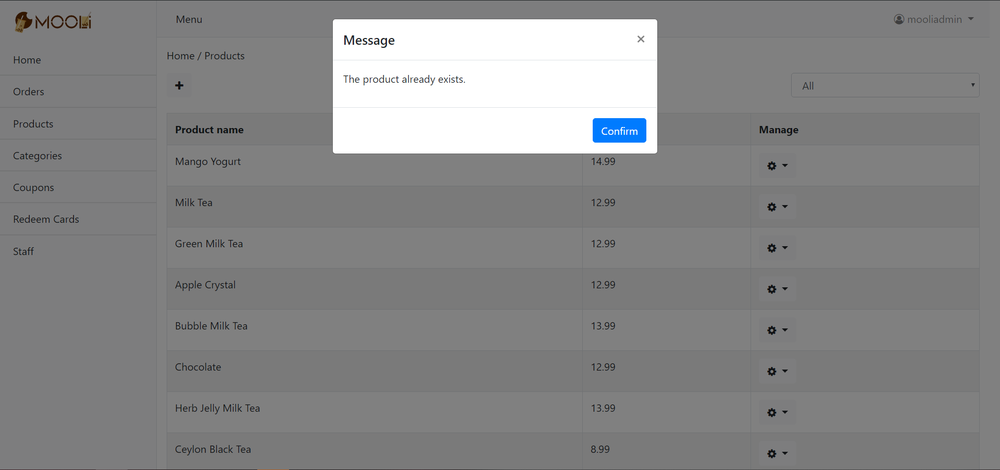 MOOLi
Menu
mooliadmin
Message
×
The product already exists.
Confirm
Home
Orders
Products
Categories
Coupons
Redeem Cards
Staff
Home / Products
All
Product name
Manage
Mango Yogurt 14.99
Milk Tea 12.99
Green Milk Tea 12.99
Apple Crystal 12.99
Bubble Milk Tea 13.99
Chocolate 12.99
Herb Jelly Milk Tea 13.99
Ceylon Black Tea 8.99